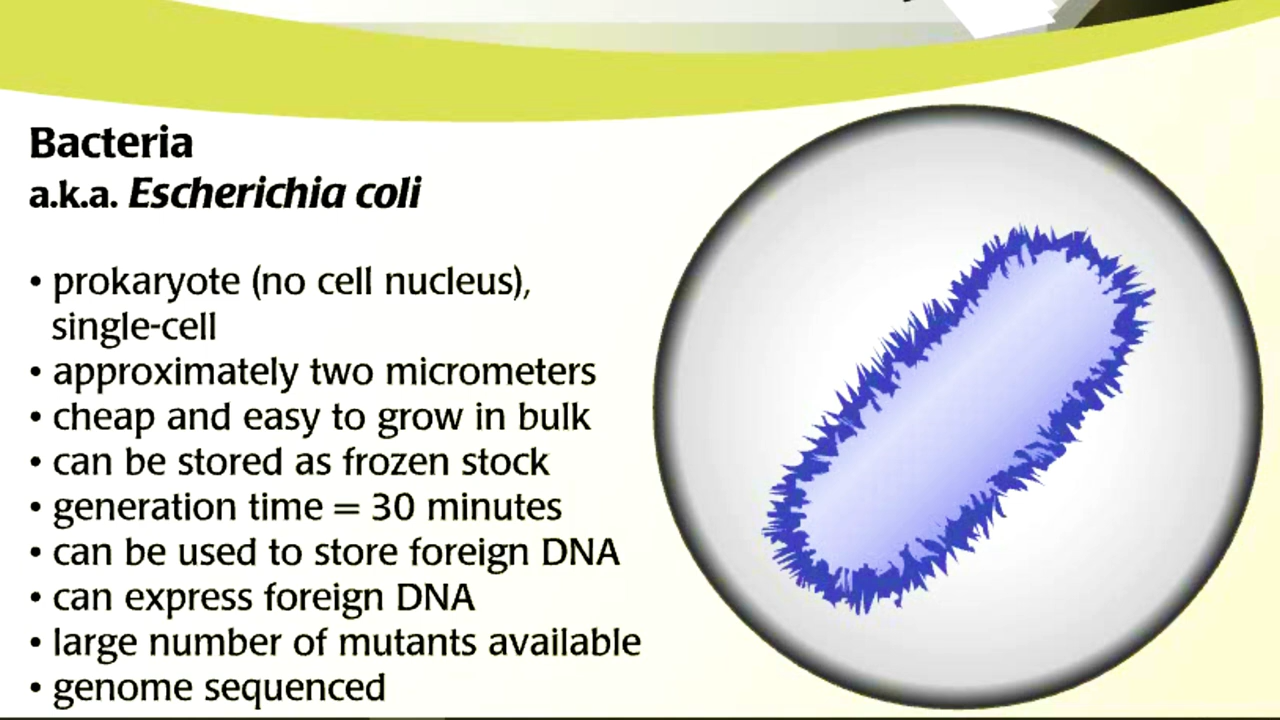 Bacteria
a.k.a. Escherichia coli
• prokaryote (no cell nucleus),
single-cell
• approximately two micrometers
• cheap and easy to grow in bulk
• can be stored as frozen stock
• generation time = 30 minutes
• can be used to store foreign DNA
• can express foreign DNA
• large number of mutants available
• genome sequenced